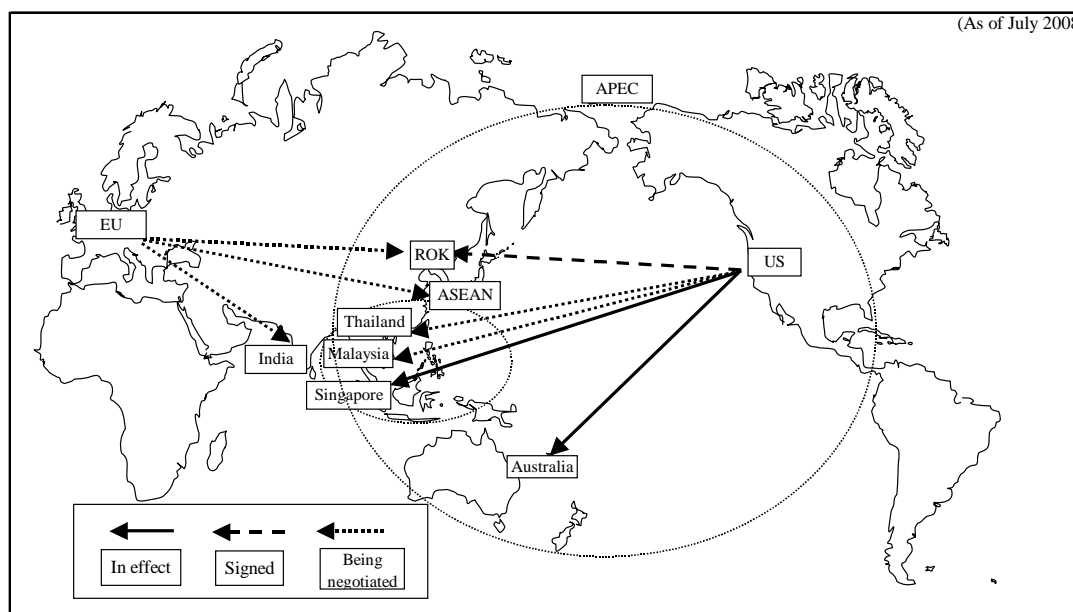 (As of July 2008
APEC
EU
ROK
US
ASEAN
Thailand
India
Malaysia
Singapore
Australia
In effect
Signed
Being
negotiated